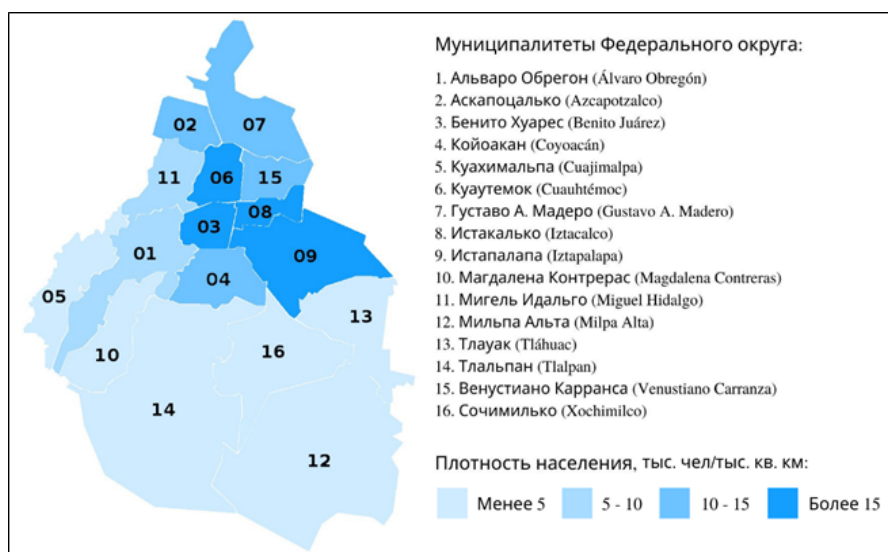 Муниципалитеты Федерального округа:
1. Альваро Обрегон (Álvaro Obregón)
2. Аскапоцалько (Azcapotzalco)
3. Бенито Хуарес (Benito Juárez)
4. Койоакан (Coyoacán)
5. Куахимальпа (Cuajimalpa)
6. Куаутемок (Cuauhtémoc)
7. Густаво А. Мадеро (Gustavo A. Madero)
8. Истакалько (Iztacalco)
9. Истапалапа (Iztapalapa)
10. Магдалена Контрерас (Magdalena Contreras)
11. Мигель Идальго (Miguel Hidalgo)
12. Мильпа Альта (Milpa Alta)
13. Тлауак (Tláhuac)
14. Тлальпан (Tlalpan)
15. Венустиано Карранса (Venustiano Carranza)
16. Сочимилько (Xochimilco)
Плотность населения, тыс. чел/тыс. кв. км:
Менее 5 5 - 10 10 - 15 Более 15
02 07
11 06 15
03 08
01 04 09
05
10 16 13
14
12